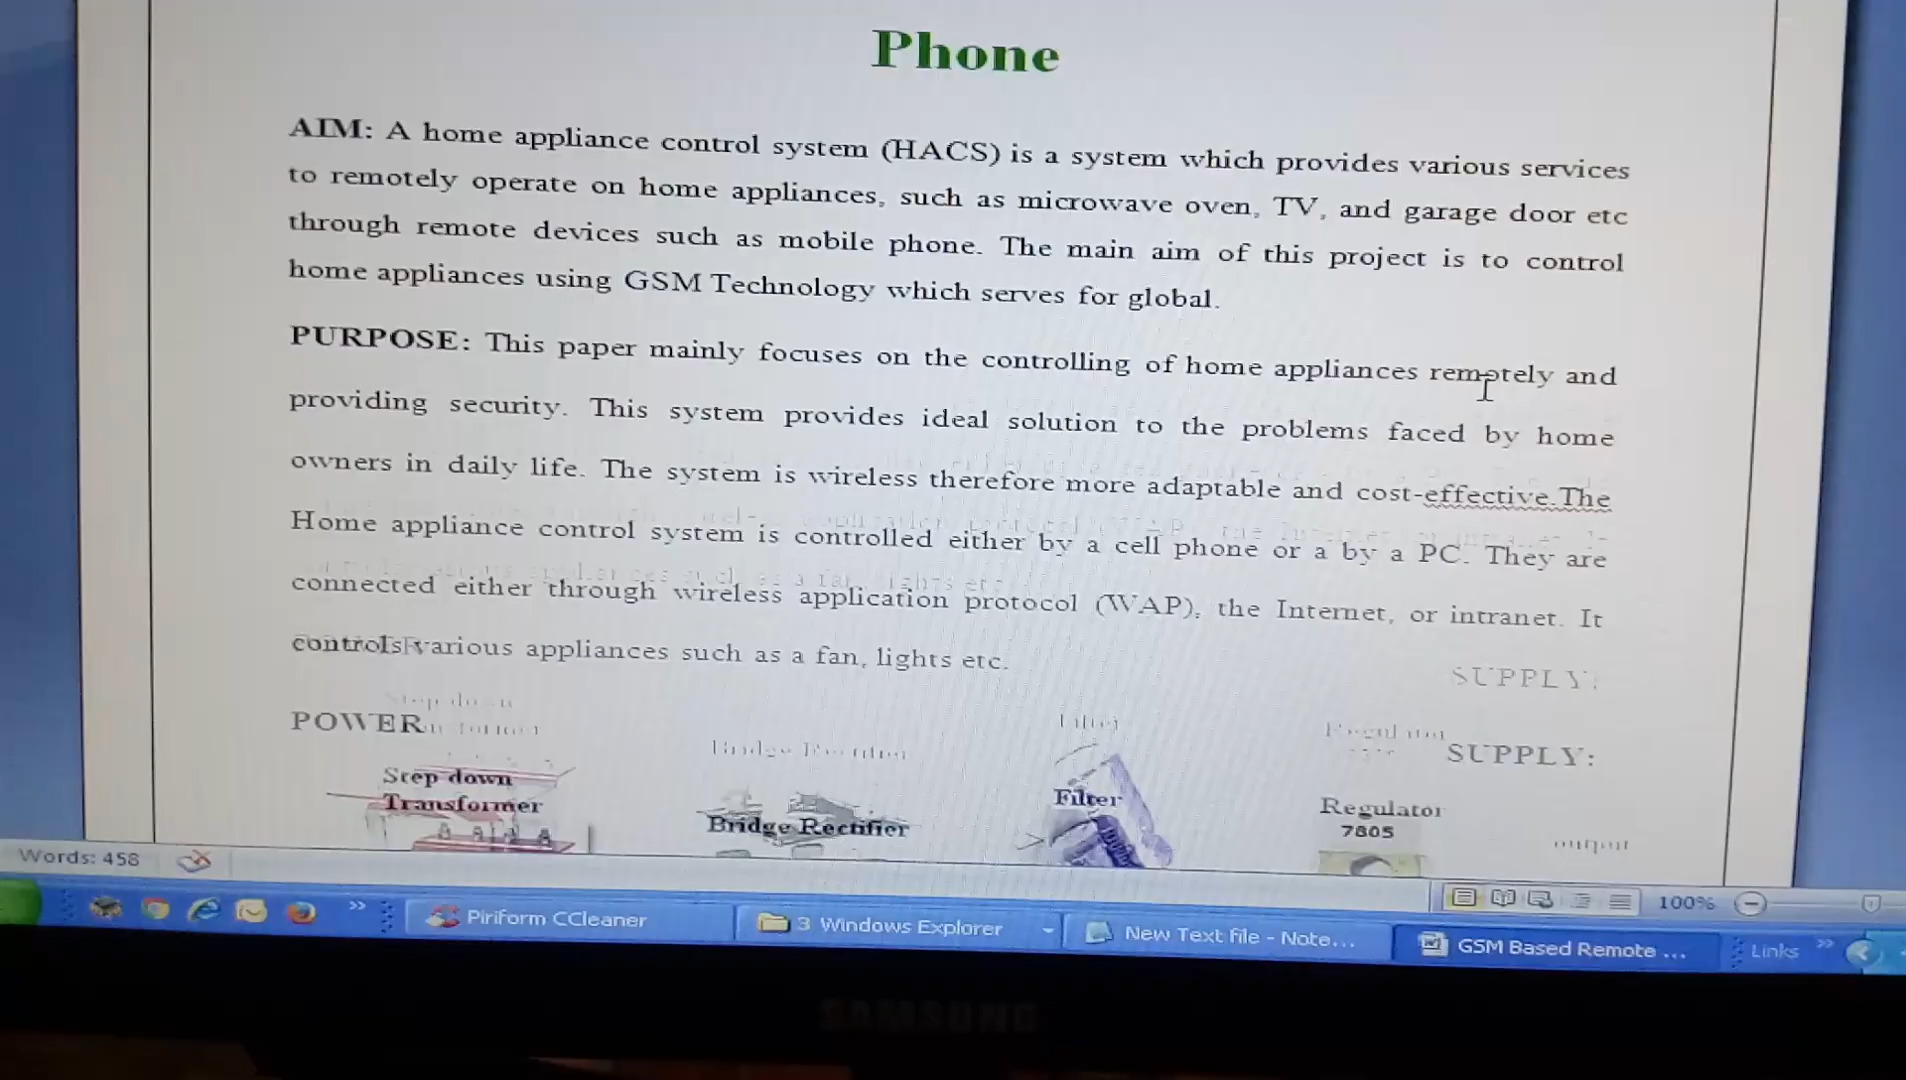 Phone
AIM: A home appliance control system (HACS) is a system which provides various services
to remotely operate on home appliances, such as microwave oven, TV, and garage door etc
through remote devices such as mobile phone. The main aim of this project is to control
home appliances using GSM Technology which serves for global.
PURPOSE: This paper mainly focuses on the controlling of home appliances remotely and
providing security. This system provides ideal solution to the problems faced by home
owners in daily life. The system is wireless therefore more adaptable and cost-effective.The
Home appliance control system is controlled either by a cell phone or a by a PC. They are
connected either through wireless application protocol (WAP), the Internet, or intranet. It
controls various appliances such as a fan, lights etc.
SUPPLY:
POWER SUPPLY:
Step down
Transformer
Bridge Rectifier
Filter
Regulator
7805
output
Words: 458
100%
Piriform CCleaner
3 Windows Explorer
New Text file - Note...
GSM Based Remote ...
Links
SAMSUNG